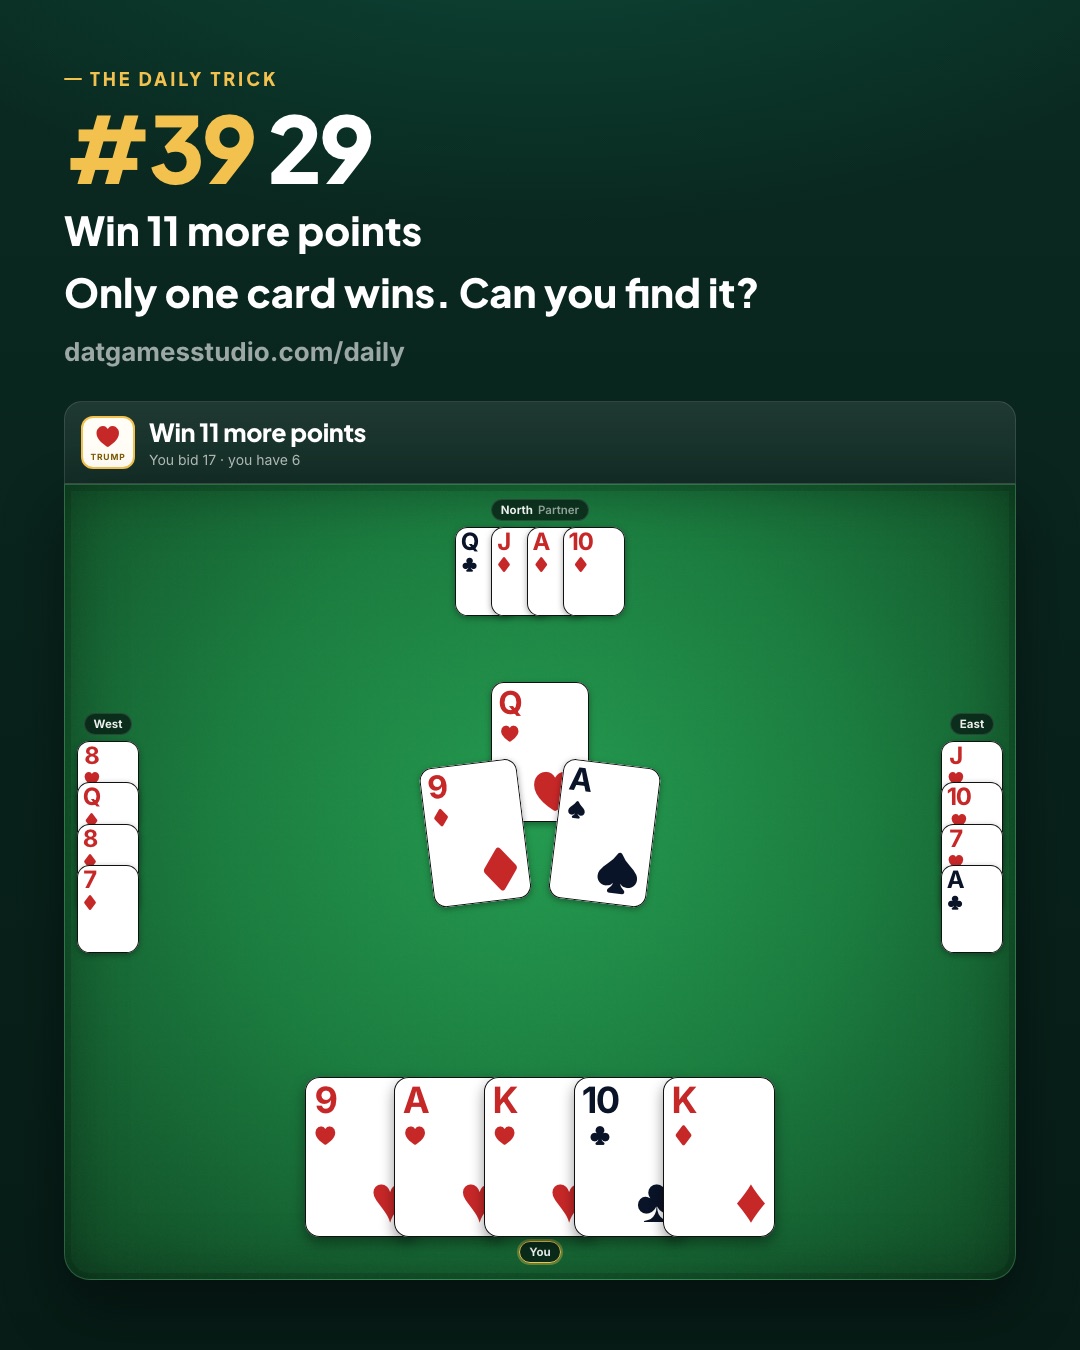 — THE DAILY TRICK
#39 29
Win 11 more points
Only one card wins. Can you find it?
datgamesstudio.com/daily
TRUMP
Win 11 more points
You bid 17 · you have 6
North Partner
Q J A 10
West
8
Q
8
7
East
J
10
7
A
Q
9
A
9 A K 10 K
You